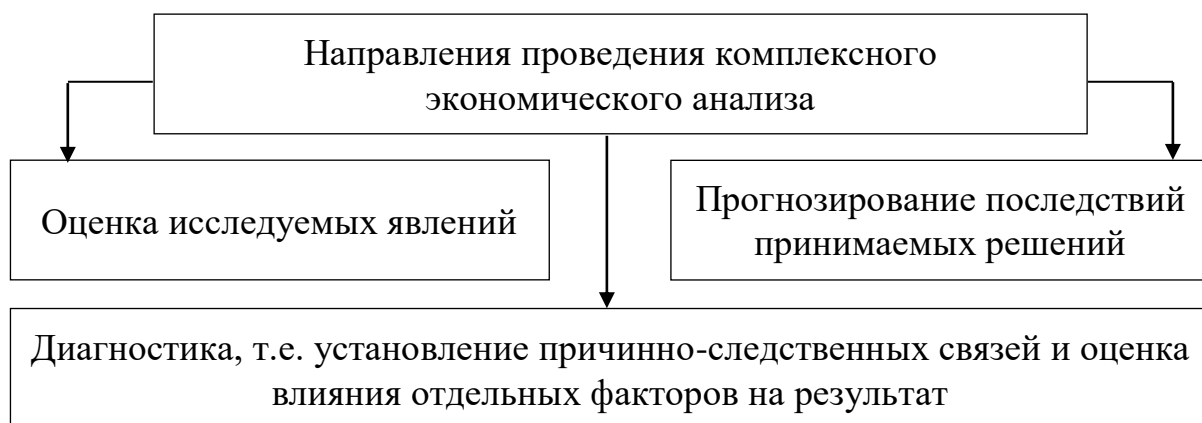 Направления проведения комплексного
экономического анализа
Оценка исследуемых явлений
Прогнозирование последствий
принимаемых решений
Диагностика, т.е. установление причинно-следственных связей и оценка
влияния отдельных факторов на результат